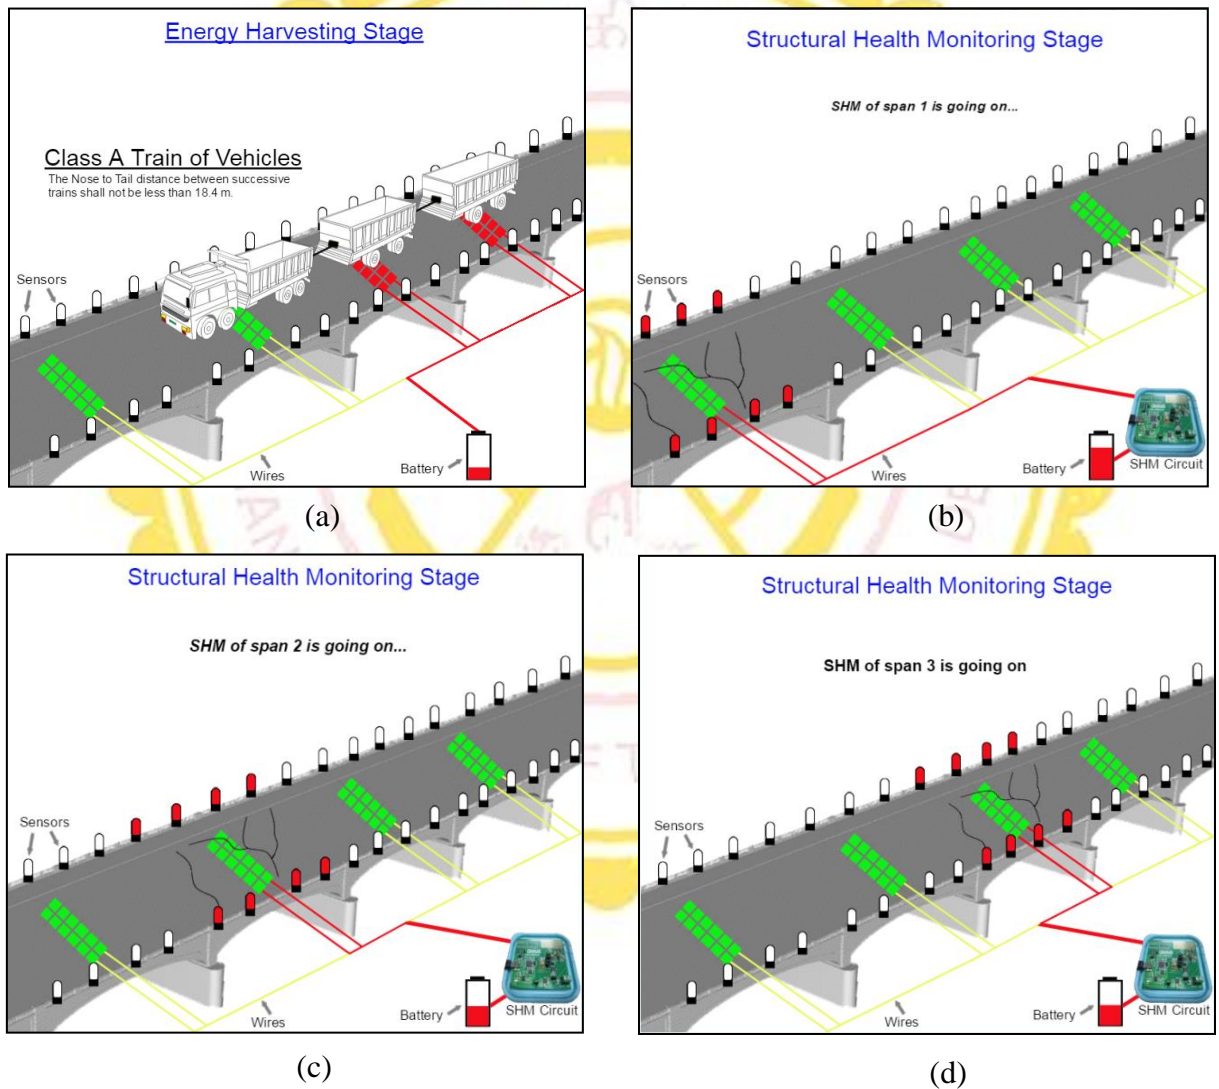 Energy Harvesting Stage
Class A Train of Vehicles
The Nose to Tail distance between successive
trains shall not be less than 18.4 m.
Sensors
Battery
Wires
(a)
Structural Health Monitoring Stage
SHM of span 1 is going on...
Sensors
Battery
SHM Circuit
Wires
(b)
Structural Health Monitoring Stage
SHM of span 2 is going on...
Sensors
Battery
SHM Circuit
Wires
(c)
Structural Health Monitoring Stage
SHM of span 3 is going on
Sensors
Battery
SHM Circuit
Wires
(d)